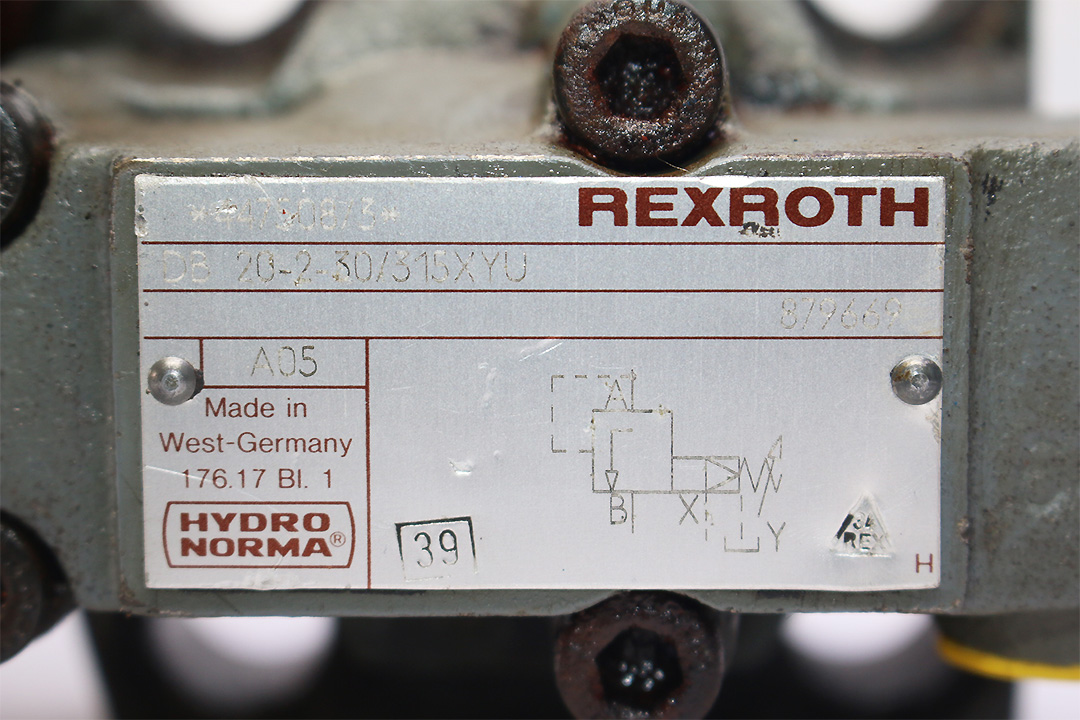 REXROTH
DB 20-2-30/315XYU
879669
A05
Made in
West-Germany
176.17 Bl. 1
HYDRO
NORMA®
39
A
B
X
Y
REX
H